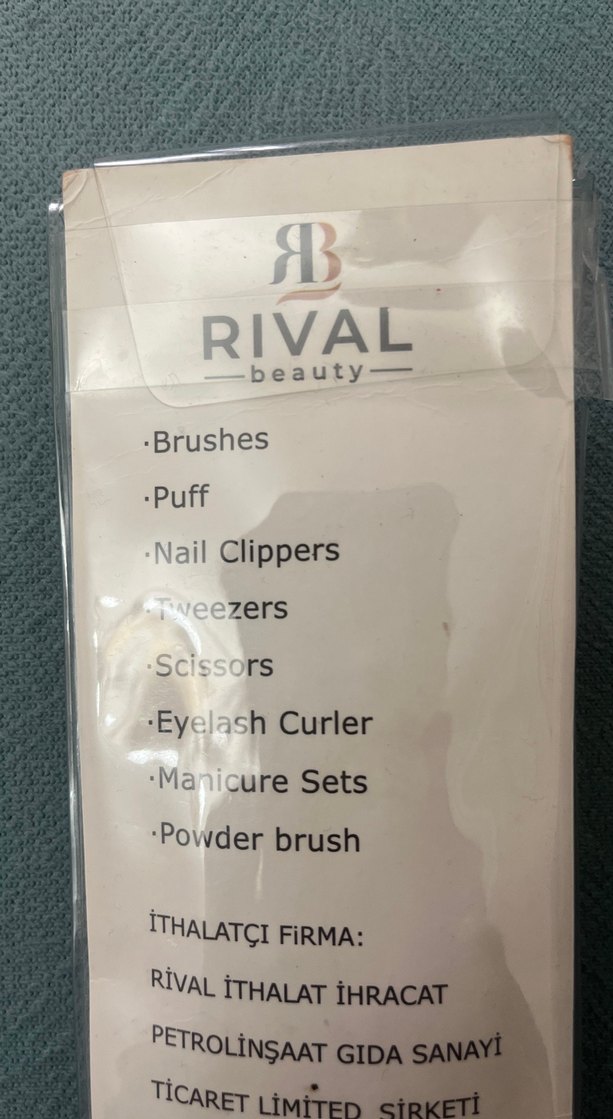 RB
RIVAL
beauty
·Brushes
·Puff
·Nail Clippers
·Tweezers
·Scissors
·Eyelash Curler
·Manicure Sets
·Powder brush
İTHALATÇI FiRMA:
RİVAL İTHALAT İHRACAT
PETROLİNŞAAT GIDA SANAYİ
TİCARET LİMİTED ŞİRKETİ